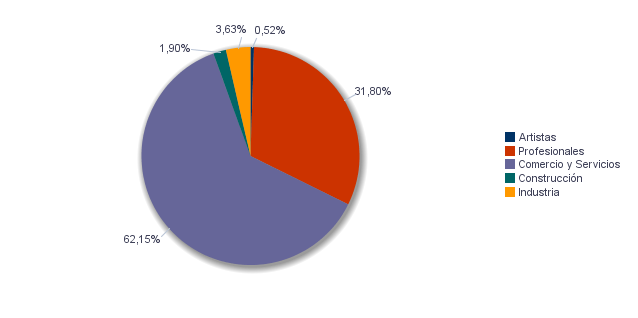 3,63%
0,52%
1,90%
31,80%
62,15%
Artistas
Profesionales
Comercio y Servicios
Construcción
Industria